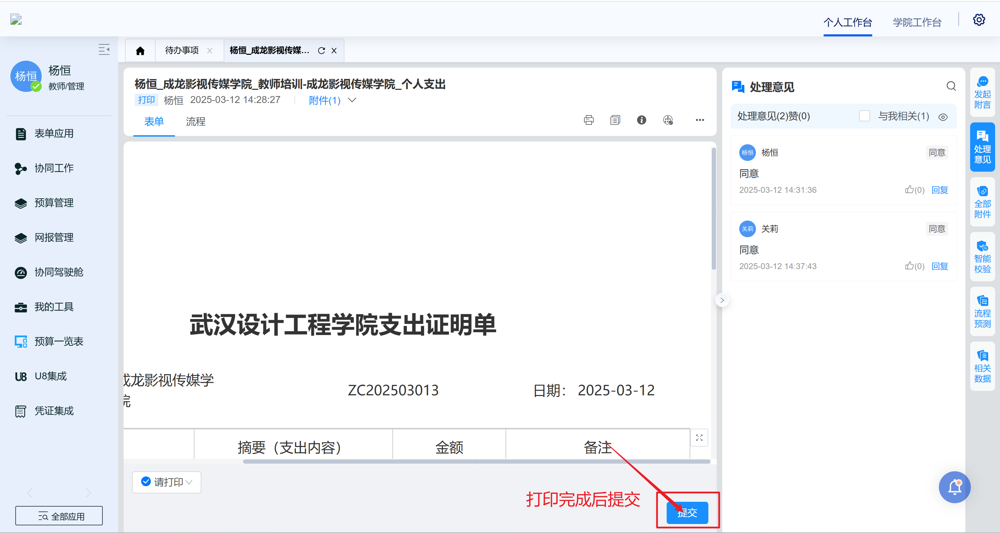 个人工作台
学院工作台
杨恒
杨恒
教师/管理
表单应用
协同工作
预算管理
网报管理
协同驾驶舱
我的工具
预算一览表
U8 U8集成
凭证集成
全部应用
待办事项
杨恒_成龙影视传媒...
杨恒_成龙影视传媒学院_教师培训-成龙影视传媒学院_个人支出
打印 杨恒 2025-03-12 14:28:27 附件(1)
表单 流程
武汉设计工程学院支出证明单
成龙影视传媒学
院
ZC202503013
日期： 2025-03-12
摘要（支出内容） 金额 备注
请打印
打印完成后提交
提交
处理意见
处理意见(2)赞(0) 与我相关(1)
杨恒 杨恒 同意
同意
2025-03-12 14:31:36 (0) 回复
关莉 关莉 同意
同意
2025-03-12 14:37:43 (0) 回复
发起
附言
处理
意见
全部
附件
智能
校验
流程
预测
相关
数据